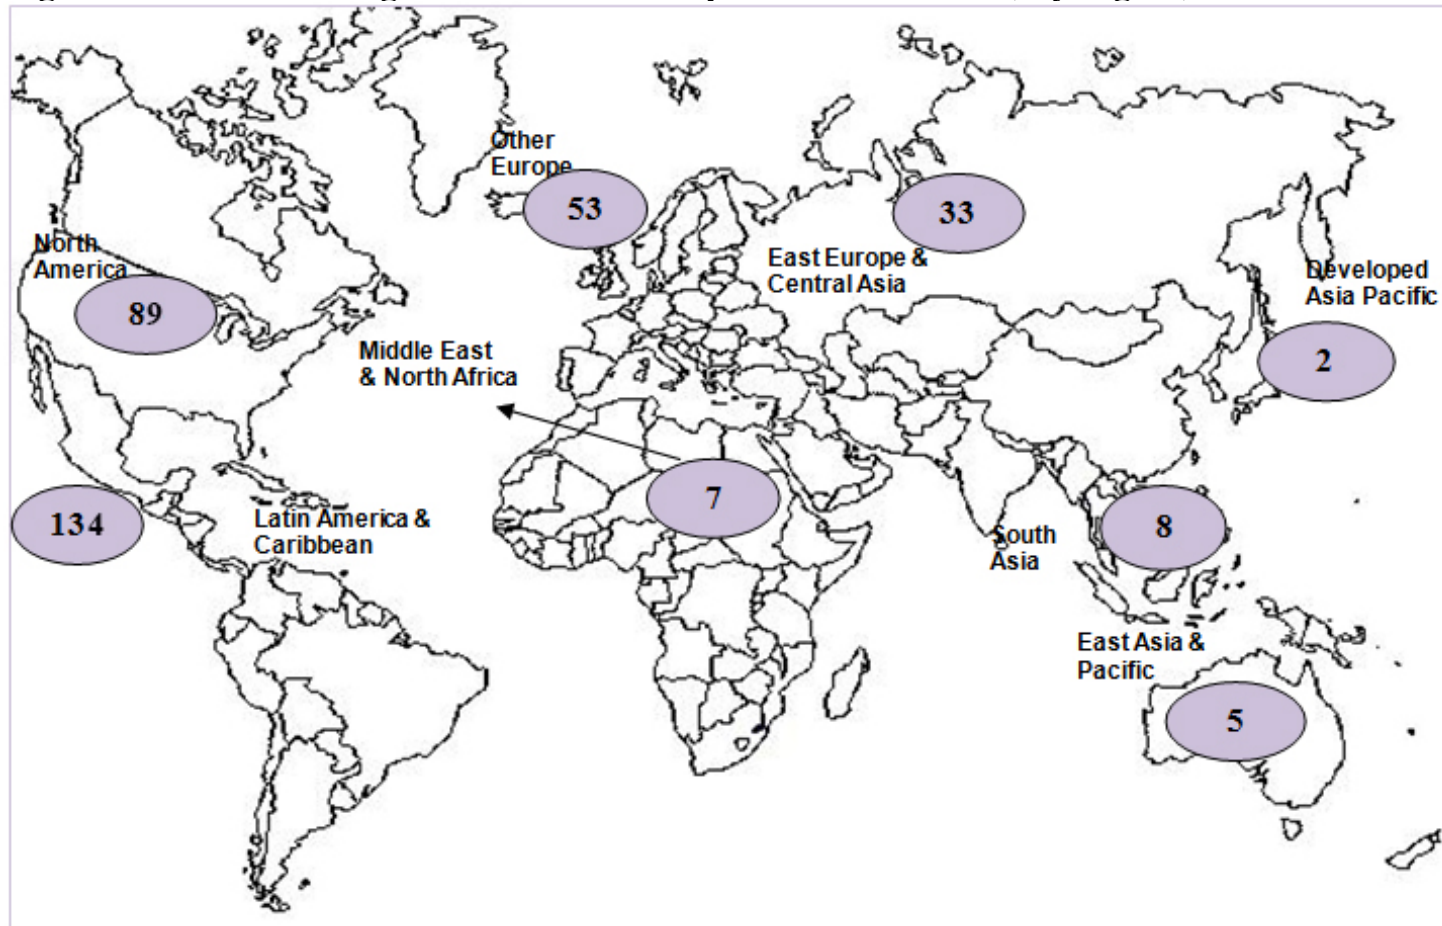 Other
Europe
53
33
North
America
East Europe &
Central Asia
Developed
Asia Pacific
89
Middle East
& North Africa
2
7
134
Latin America &
Caribbean
8
South
Asia
East Asia &
Pacific
5